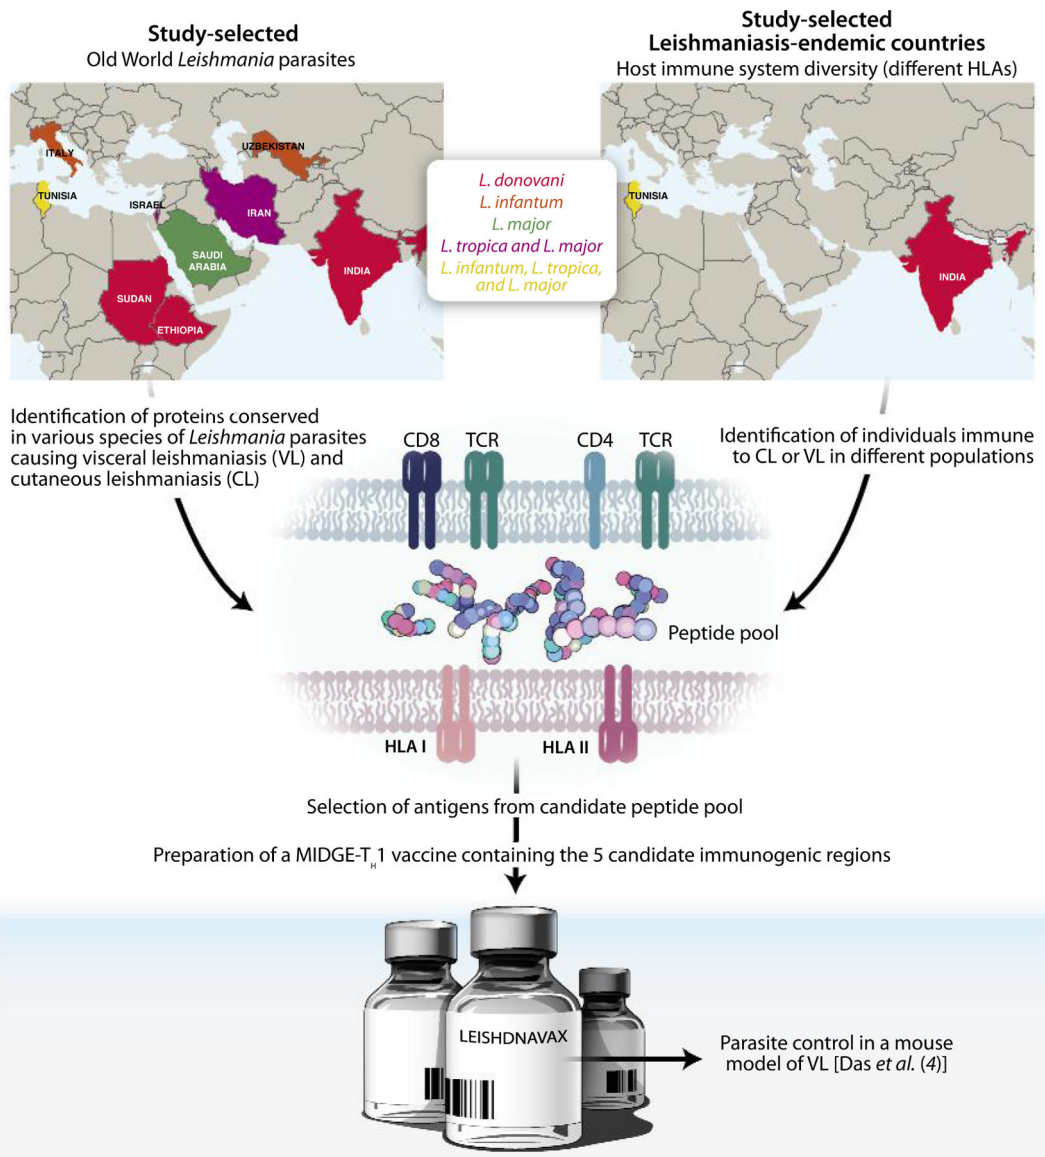 Study-selected
Old World Leishmania parasites
Study-selected
Leishmaniasis-endemic countries
Host immune system diversity (different HLAs)
ITALY
UZBEKISTAN
TUNISIA
ISRAEL
IRAN
SAUDI
ARABIA
INDIA
SUDAN
ETHIOPIA
L. donovani
L. infantum
L. major
L. tropica and L. major
L. infantum, L. tropica,
and L. major
TUNISIA
INDIA
Identification of proteins conserved
in various species of Leishmania parasites
causing visceral leishmaniasis (VL) and
cutaneous leishmaniasis (CL)
Identification of individuals immune
to CL or VL in different populations
CD8 TCR CD4 TCR
Peptide pool
HLA I HLA II
Selection of antigens from candidate peptide pool
Preparation of a MIDGE-TH1 vaccine containing the 5 candidate immunogenic regions
LEISHDNAVAX
Parasite control in a mouse
model of VL [Das et al. (4)]